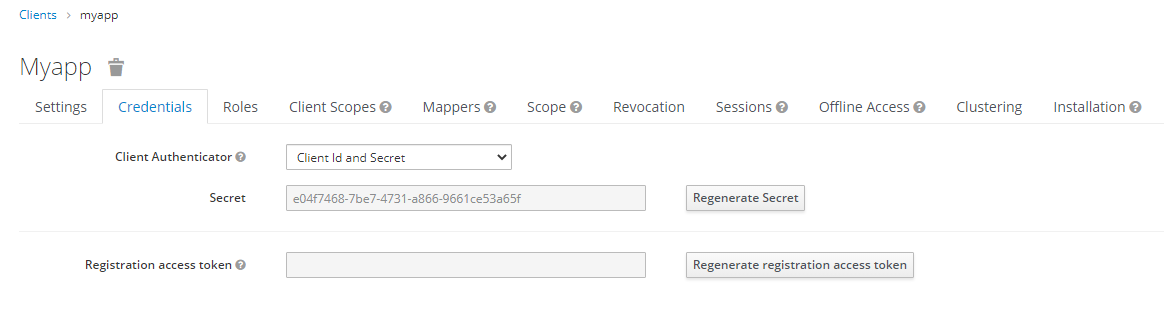 Clients > myapp
Myapp
Settings Credentials Roles Client Scopes Mappers Scope Revocation Sessions Offline Access Clustering Installation
Client Authenticator Client Id and Secret
Secret e04f7468-7be7-4731-a866-9661ce53a65f Regenerate Secret
Registration access token Regenerate registration access token